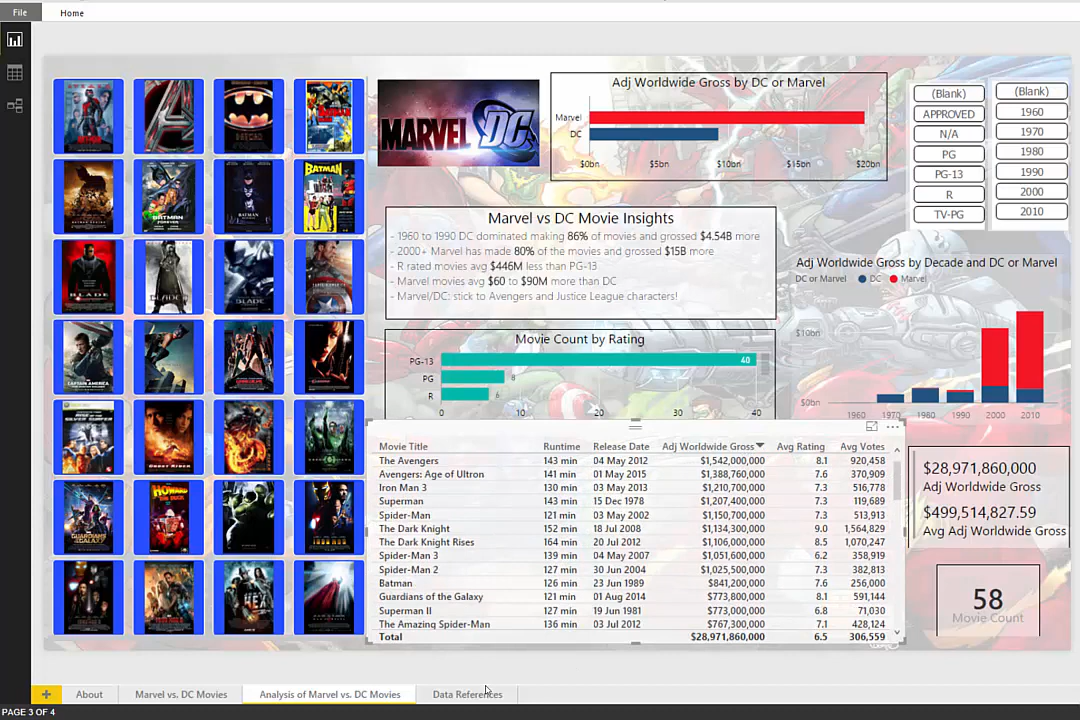 File
Home
MARVEL DC
Adj Worldwide Gross by DC or Marvel
Marvel
DC
$0bn $5bn $10bn $15bn $20bn
(Blank)
APPROVED
N/A
PG
PG-13
R
TV-PG
(Blank)
1960
1970
1980
1990
2000
2010
Marvel vs DC Movie Insights
- 1960 to 1990 DC dominated making 86% of movies and grossed $4.54B more
- 2000+ Marvel has made 80% of the movies and grossed $15B more
- R rated movies avg $446M less than PG-13
- Marvel movies avg $60 to $90M more than DC
- Marvel/DC: stick to Avengers and Justice League characters!
Adj Worldwide Gross by Decade and DC or Marvel
DC or Marvel DC Marvel
$10bn
$0bn
1960 1970 1980 1990 2000 2010
Movie Count by Rating
PG-13 40
PG 8
R 6
0 10 20 30 40
BATMAN
BLADE
Movie Title Runtime Release Date Adj Worldwide Gross Avg Rating Avg Votes
The Avengers 143 min 04 May 2012 $1,542,000,000 8.1 920,458
Avengers: Age of Ultron 141 min 01 May 2015 $1,388,760,000 7.6 370,909
Iron Man 3 130 min 03 May 2013 $1,210,700,000 7.3 516,778
Superman 143 min 15 Dec 1978 $1,207,400,000 7.3 119,689
Spider-Man 121 min 03 May 2002 $1,150,700,000 7.3 513,913
The Dark Knight 152 min 18 Jul 2008 $1,134,300,000 9.0 1,564,829
The Dark Knight Rises 164 min 20 Jul 2012 $1,106,000,000 8.5 1,070,247
Spider-Man 3 139 min 04 May 2007 $1,051,600,000 6.2 358,919
Spider-Man 2 127 min 30 Jun 2004 $1,025,500,000 7.3 382,813
Batman 126 min 23 Jun 1989 $841,200,000 7.6 256,000
Guardians of the Galaxy 121 min 01 Aug 2014 $773,800,000 8.1 591,144
Superman II 127 min 19 Jun 1981 $773,000,000 6.8 71,030
The Amazing Spider-Man 136 min 03 Jul 2012 $767,300,000 7.1 428,124
Total $28,971,860,000 6.5 306,559
$28,971,860,000
Adj Worldwide Gross
$499,514,827.59
Avg Adj Worldwide Gross
58
Movie Count
About
Marvel vs. DC Movies
Analysis of Marvel vs. DC Movies
Data References
PAGE 3 OF 4